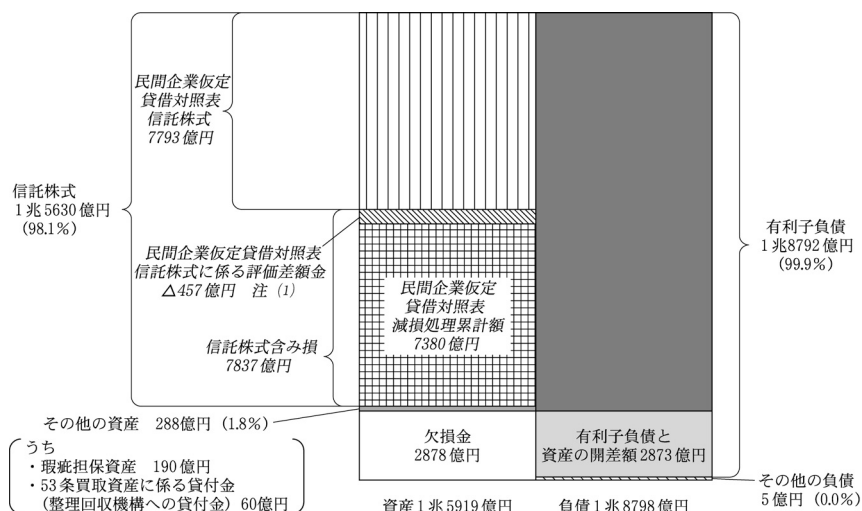 民間企業仮定
貸借対照表
信託株式
7793億円
信託株式
1兆5630億円
(98.1%)
民間企業仮定貸借対照表
信託株式に係る評価差額金
△457億円 注(1)
信託株式含み損
7837億円
民間企業仮定
貸借対照表
減損処理累計額
7380億円
有利子負債
1兆8792億円
(99.9%)
その他の資産 288億円(1.8%)
うち
・瑕疵担保資産 190億円
・53条買取資産に係る貸付金
(整理回収機構への貸付金)60億円
欠損金
2878億円
有利子負債と
資産の開差額2873億円
その他の負債
5億円(0.0%)
資産1兆5919億円
負債1兆8798億円